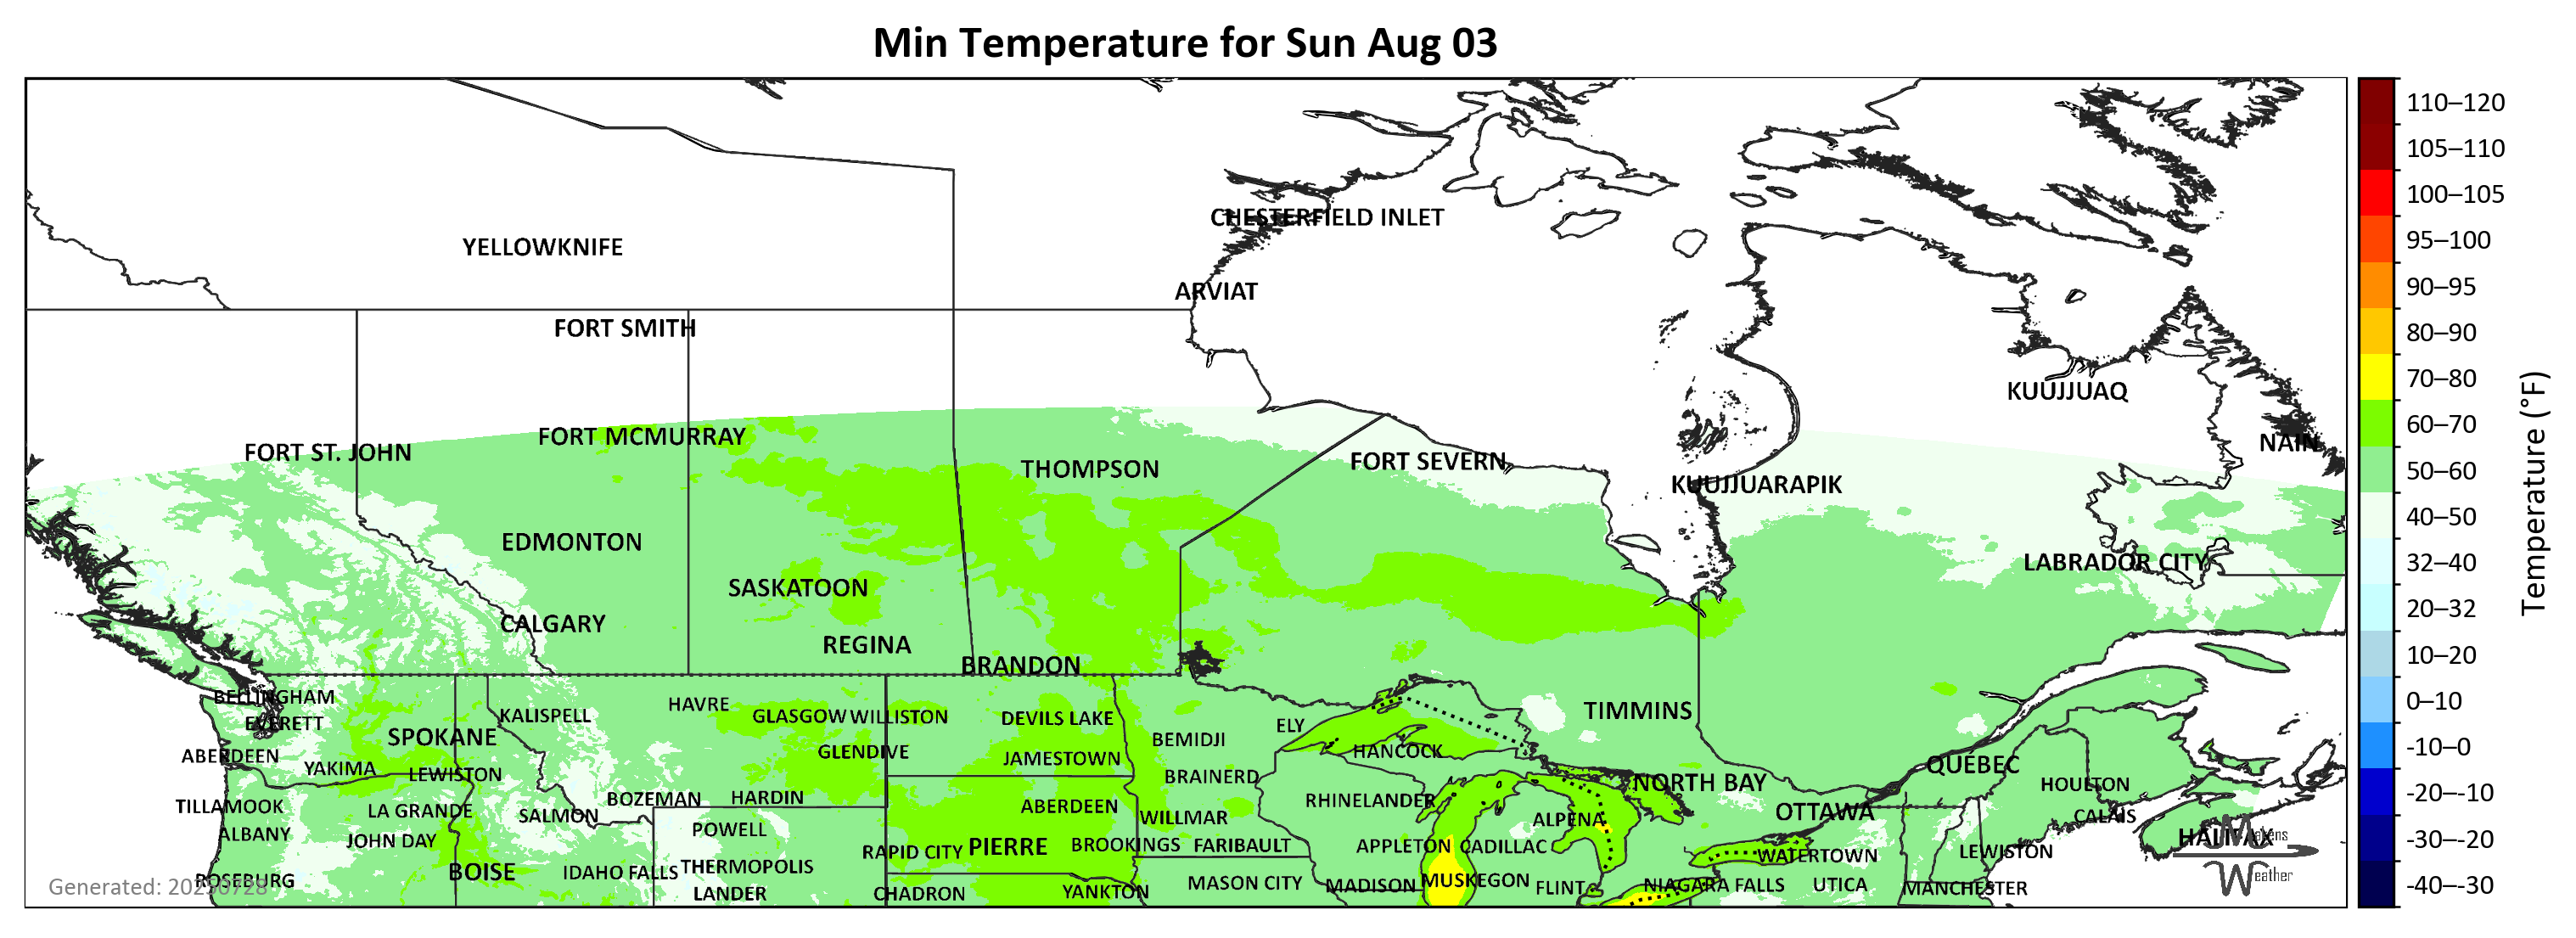 Min Temperature for Sun Aug 03
110–120
105–110
100–105
95–100
90–95
80–90
70–80
60–70
50–60
40–50
32–40
20–32
10–20
0–10
-10–0
-20–-10
-30–-20
-40–-30
Temperature (°F)
CHESTERFIELD INLET
YELLOWKNIFE
ARVIAT
FORT SMITH
KUUJJUAQ
FORT MCMURRAY
NAIN
FORT ST. JOHN
FORT SEVERN
THOMPSON
KUUJJUARAPIK
EDMONTON
LABRADOR CITY
SASKATOON
CALGARY
REGINA
BRANDON
BELLINGHAM
HAVRE
KALISPELL
GLASGOW
WILLISTON
DEVILS LAKE
TIMMINS
EVERETT
ELY
SPOKANE
BEMIDJI
HANCOCK
GLENDIVE
ABERDEEN
JAMESTOWN
QUÉBEC
YAKIMA
LEWISTON
BRAINERD
NORTH BAY
HOULTON
BOZEMAN
HARDIN
RHINELANDER
TILLAMOOK
LA GRANDE
ABERDEEN
OTTAWA
SALMON
WILLMAR
CALAIS
ALPENA
POWELL
ALBANY
HALIFAX
Makens
JOHN DAY
PIERRE
BROOKINGS
FARIBAULT
APPLETON
CADILLAC
RAPID CITY
LEWISTON
WATERTOWN
THERMOPOLIS
BOISE
IDAHO FALLS
Weather
ROSEBURG
MUSKEGON
MASON CITY
MADISON
NIAGARA FALLS
UTICA
Generated: 20250728
FLINT
MANCHESTER
LANDER
CHADRON
YANKTON